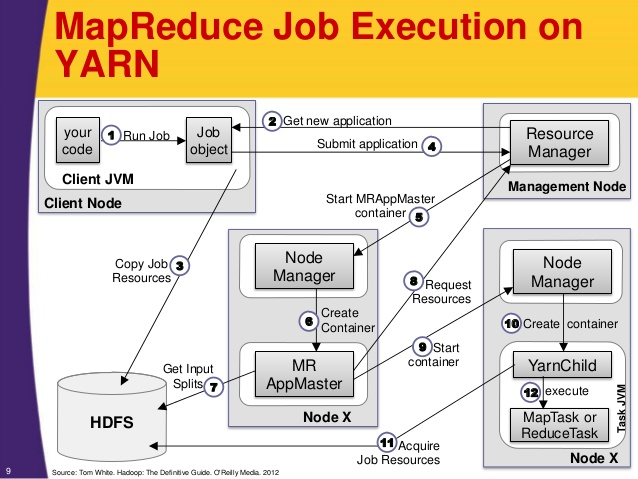 MapReduce Job Execution on
YARN
your
code
1 Run Job
Job
object
Client JVM
Client Node
2 Get new application
Submit application 4
Resource
Manager
Management Node
Start MRAppMaster
container 5
Copy Job 3
Resources
Node
Manager
6 Create
Container
8 Request
Resources
Node
Manager
10 Create container
9 Start
container
Get Input
Splits 7
MR
AppMaster
Node X
YarnChild
12 execute
MapTask or
ReduceTask
Task JVM
Node X
HDFS
11 Acquire
Job Resources
9
Source: Tom White. Hadoop: The Definitive Guide. O'Reilly Media. 2012